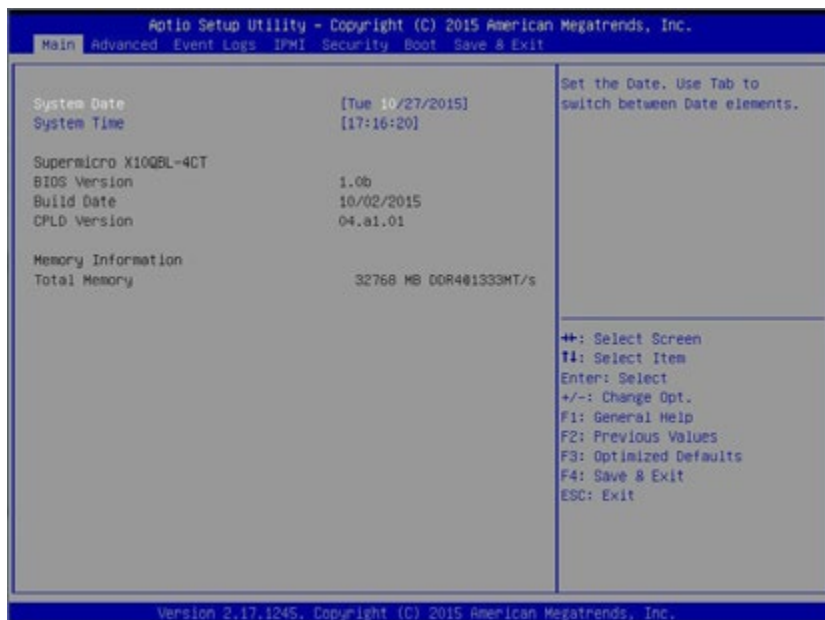 Aptio Setup Utility - Copyright (C) 2015 American Megatrends, Inc.
Main Advanced Event Logs IPMI Security Boot Save & Exit
System Date [Tue 10/27/2015]
System Time [17:16:20]
Supermicro X10QBL-4CT
BIOS Version 1.0b
Build Date 10/02/2015
CPLD Version 04.a1.01
Memory Information
Total Memory 32768 MB DDR4@1333MT/s
Set the Date. Use Tab to
switch between Date elements.
↔: Select Screen
↑↓: Select Item
Enter: Select
+/-: Change Opt.
F1: General Help
F2: Previous Values
F3: Optimized Defaults
F4: Save & Exit
ESC: Exit
Version 2.17.1245. Copyright (C) 2015 American Megatrends, Inc.